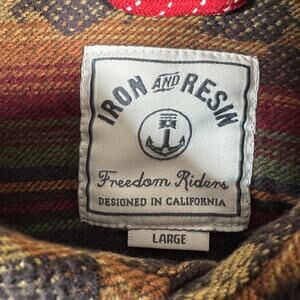 IRON AND RESIN
Freedom Riders
DESIGNED IN CALIFORNIA
LARGE